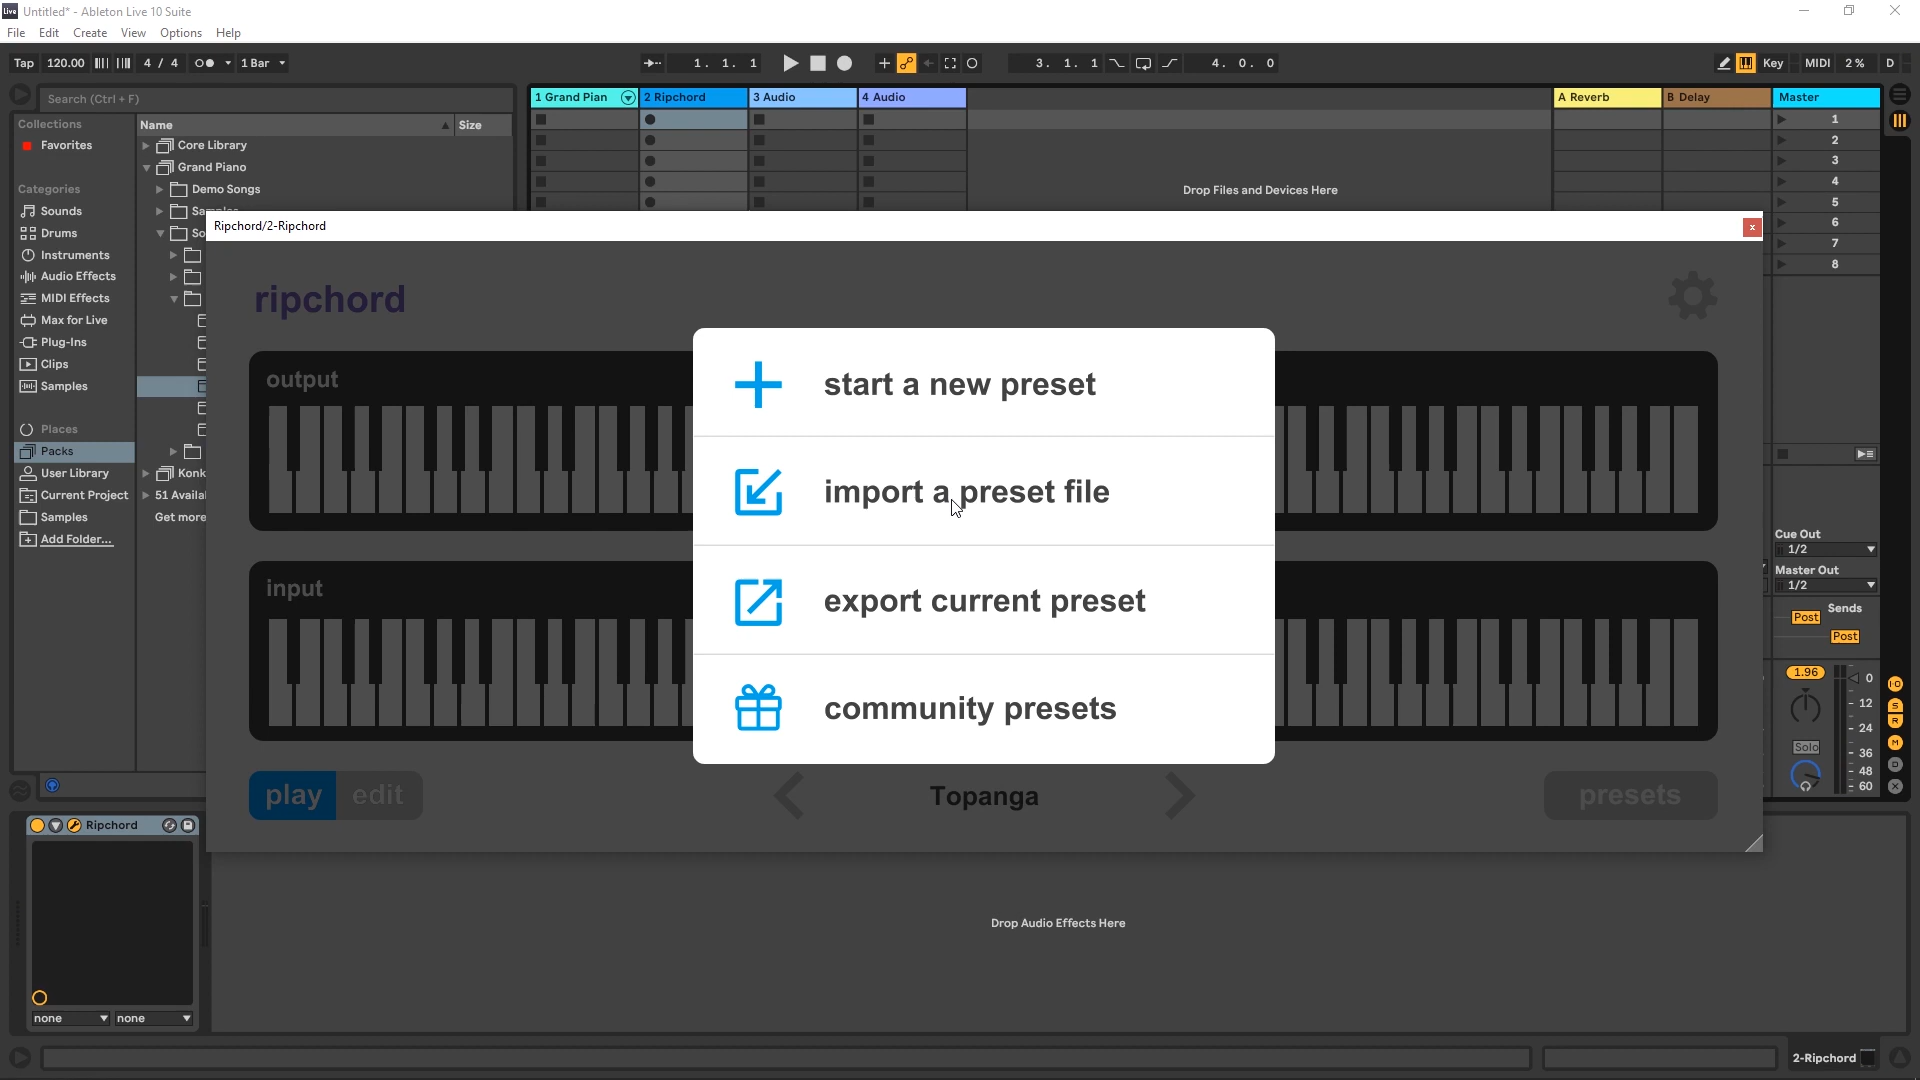 Live Untitled* - Ableton Live 10 Suite
File Edit Create View Options Help
Tap 120.00 4 / 4 1 Bar 1. 1. 1 3. 1. 1 4. 0. 0 Key MIDI 2 % D
Search (Ctrl + F)
1 Grand Pian 2 Ripchord 3 Audio 4 Audio A Reverb B Delay Master
Collections Name Size
Favorites
Core Library
Grand Piano
Demo Songs
Categories
Sounds
Drums So
Instruments
Audio Effects
MIDI Effects
Max for Live
Plug-Ins
Clips
Samples
Places
Packs
User Library Konk
Current Project 51 Availal
Samples Get more
Add Folder...
1
2
3
4
5
6
7
8
Drop Files and Devices Here
Ripchord/2-Ripchord x
ripchord
output
input
start a new preset
import a preset file
export current preset
community presets
play edit Topanga presets
Cue Out
1/2
Master Out
1/2
Sends
Post
Post
1.96
0
12
24
36
48
60
Solo
I·O
S
R
M
D
X
Ripchord
none none
Drop Audio Effects Here
2-Ripchord